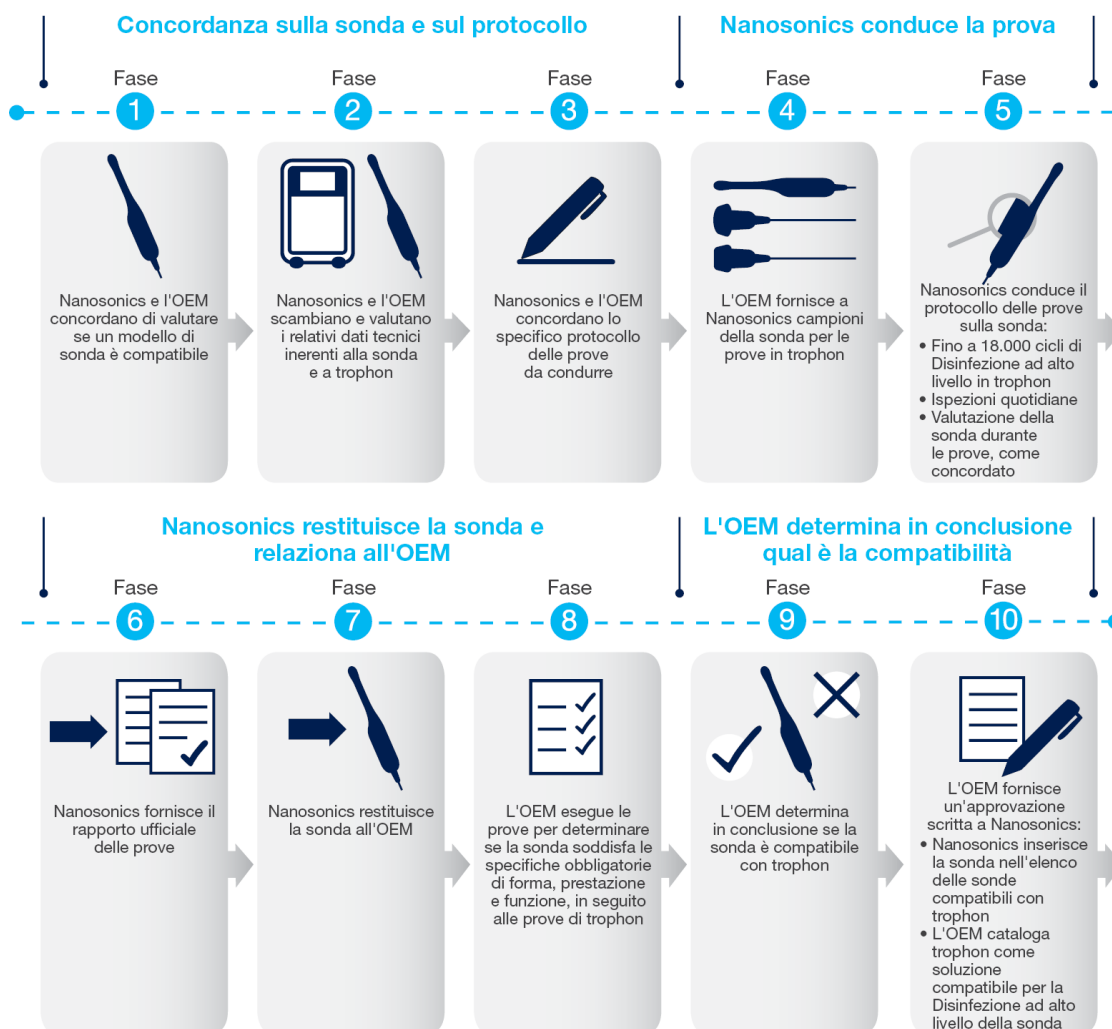 Concordanza sulla sonda e sul protocollo
Nanosonics conduce la prova
Fase
1
Nanosonics e l'OEM
concordano di valutare
se un modello di
sonda è compatibile
Fase
2
Nanosonics e l'OEM
scambiano e valutano
i relativi dati tecnici
inerenti alla sonda
e a trophon
Fase
3
Nanosonics e l'OEM
concordano lo
specifico protocollo
delle prove
da condurre
Fase
4
L'OEM fornisce a
Nanosonics campioni
della sonda per le
prove in trophon
Fase
5
Nanosonics conduce il
protocollo delle prove
sulla sonda:
• Fino a 18.000 cicli di
Disinfezione ad alto
livello in trophon
• Ispezioni quotidiane
• Valutazione della
sonda durante
le prove, come
concordato
Nanosonics restituisce la sonda e
relaziona all'OEM
L'OEM determina in conclusione
qual è la compatibilità
Fase
6
Nanosonics fornisce il
rapporto ufficiale
delle prove
Fase
7
Nanosonics restituisce
la sonda all'OEM
Fase
8
L'OEM esegue le
prove per determinare
se la sonda soddisfa le
specifiche obbligatorie
di forma, prestazione
e funzione, in seguito
alle prove di trophon
Fase
9
L'OEM determina
in conclusione se la
sonda è compatibile
con trophon
Fase
10
L'OEM fornisce
un'approvazione
scritta a Nanosonics:
• Nanosonics inserisce
la sonda nell'elenco
delle sonde
compatibili con
trophon
• L'OEM cataloga
trophon come
soluzione
compatibile per la
Disinfezione ad alto
livello della sonda